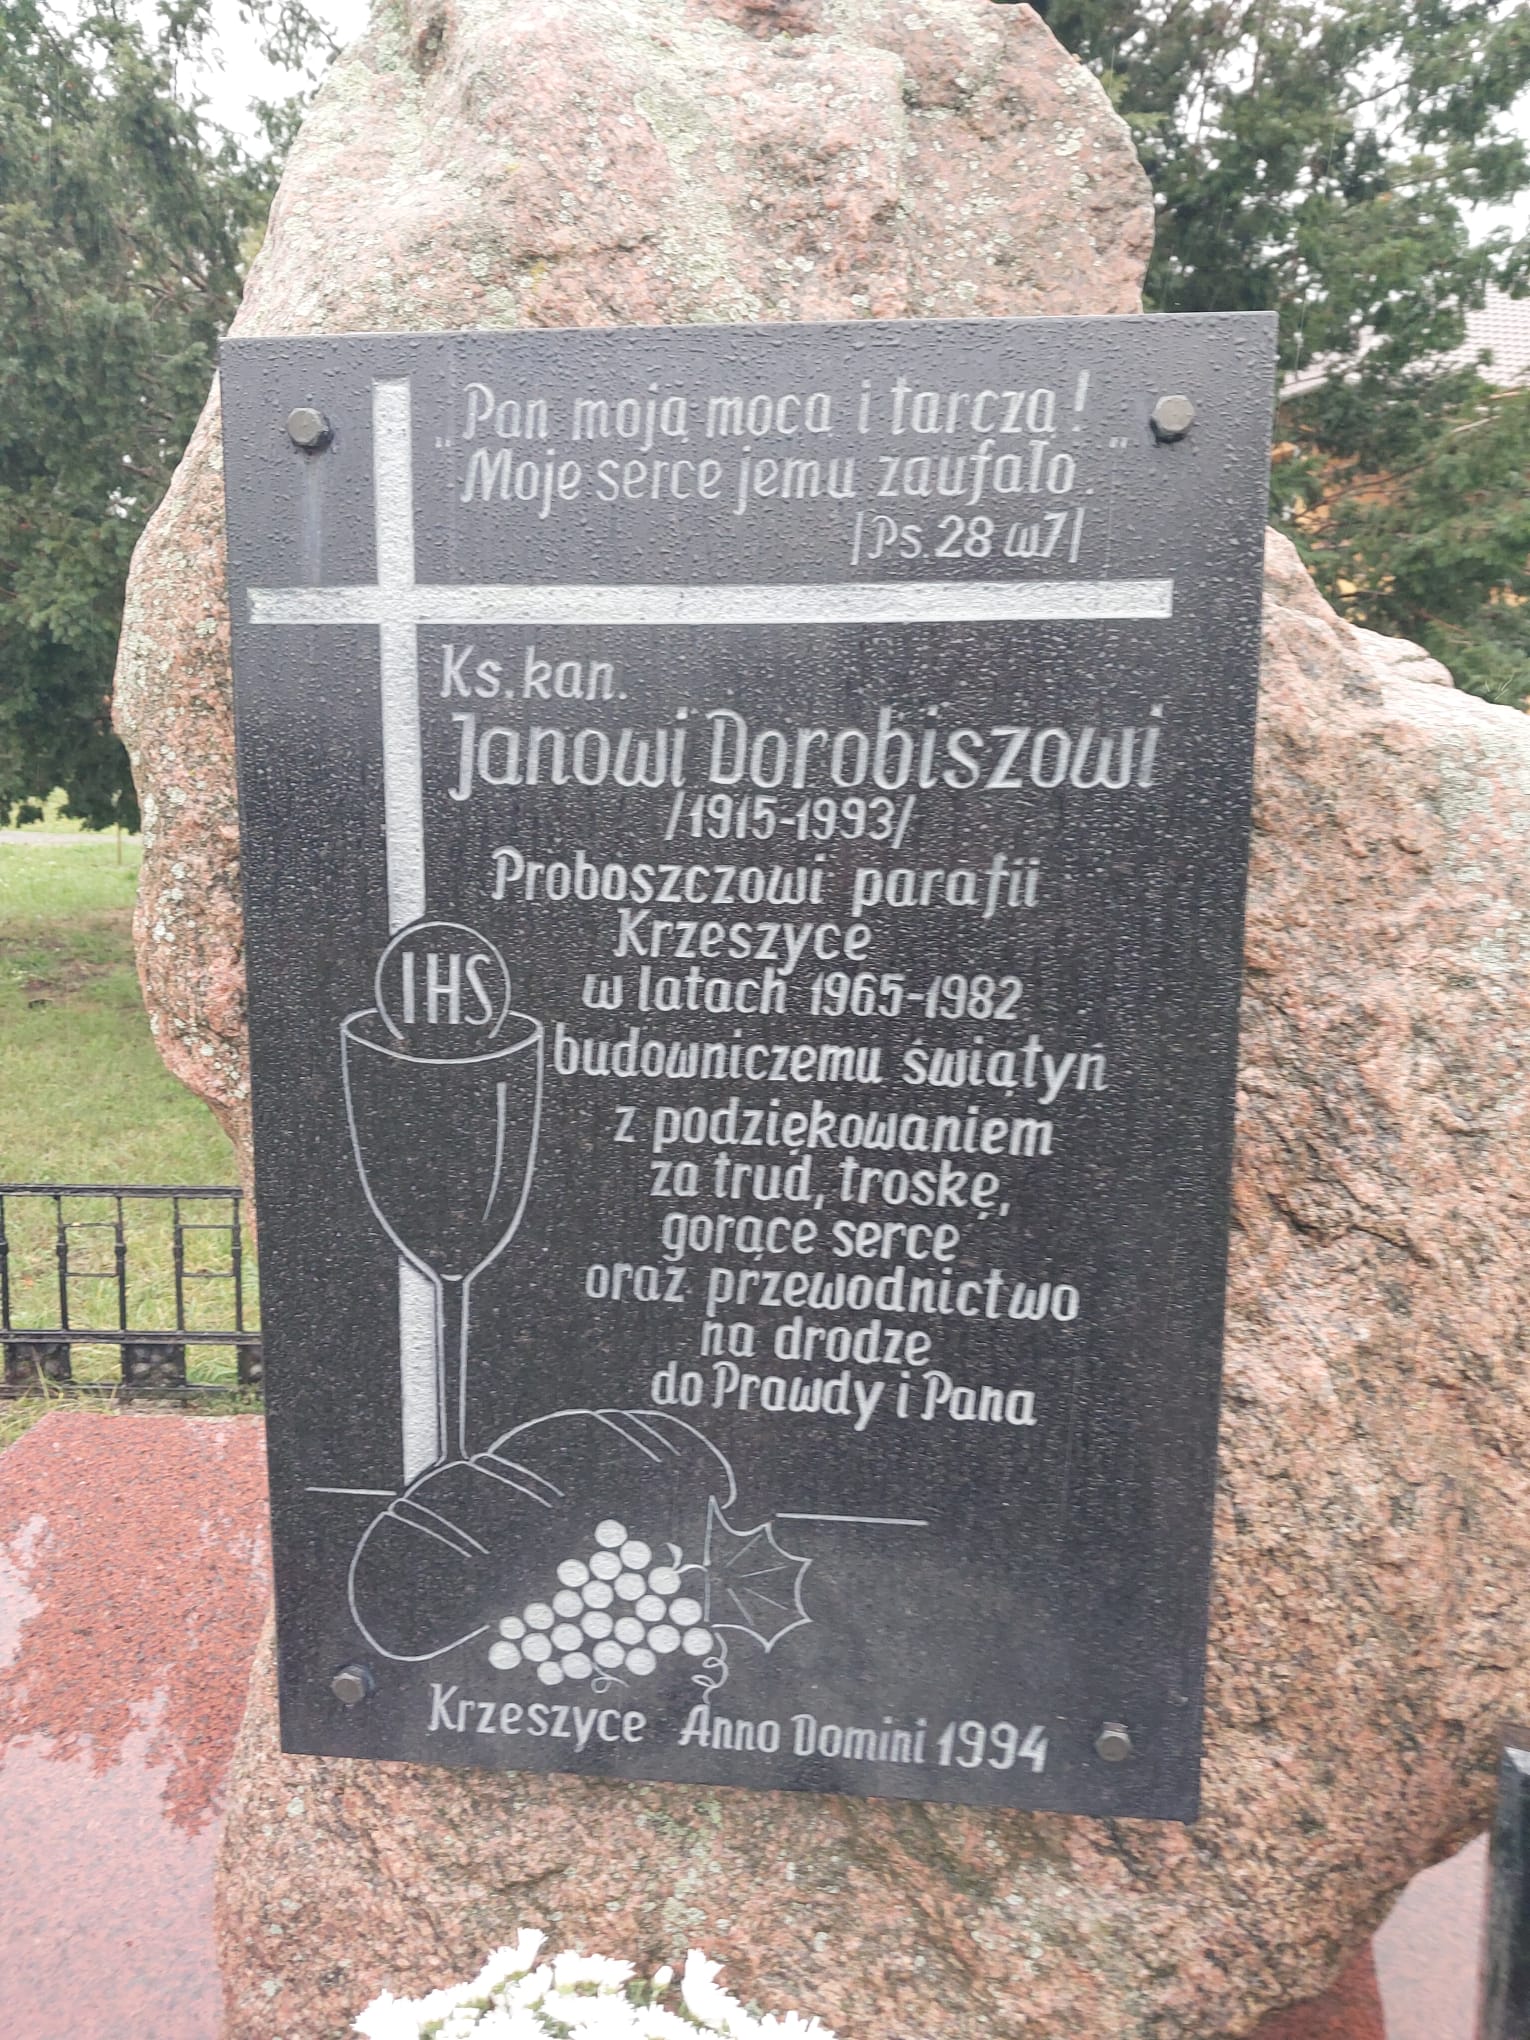 Pan moją mocą i tarczą!
„Moje serce jemu zaufało."
|Ps. 28 w7|
Ks. kan.
Janowi Dorobiszowi
/1915-1993/
Proboszczowi parafii
Krzeszyce
w latach 1965-1982
budowniczemu świątyń
z podziękowaniem
za trud, troskę,
gorące serce
oraz przewodnictwo
na drodze
do Prawdy i Pana
IHS
Krzeszyce Anno Domini 1994